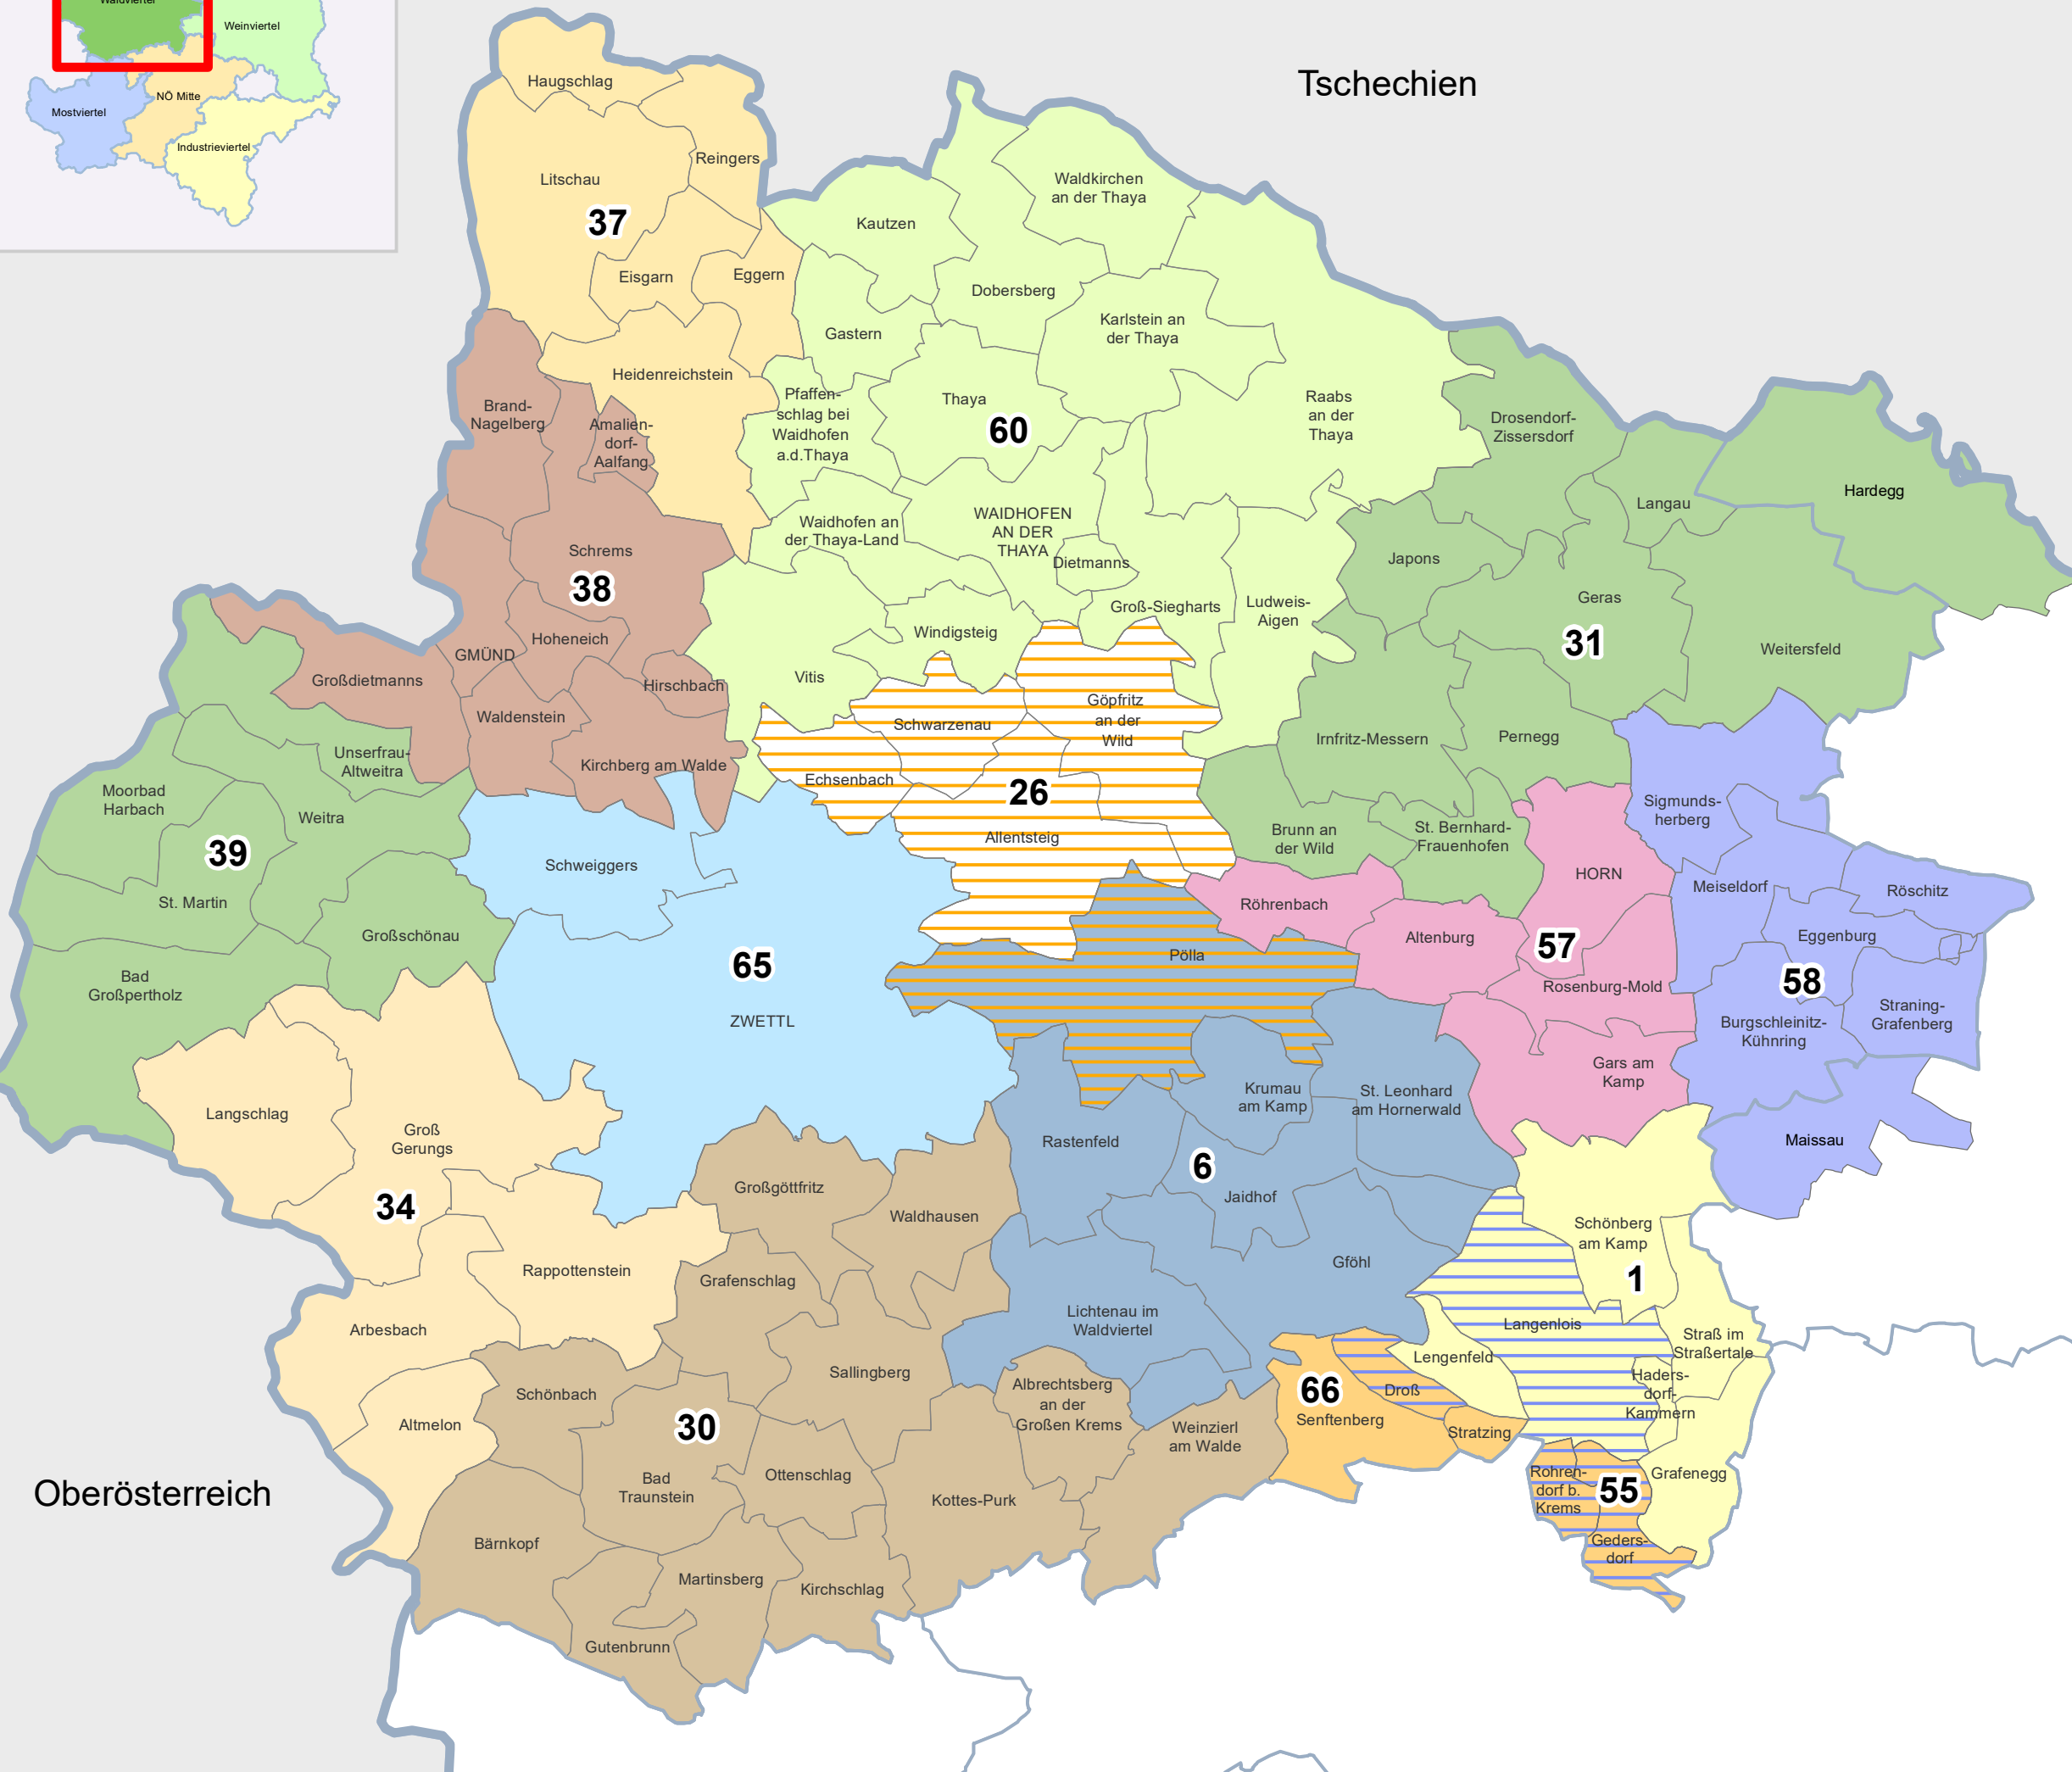 Waldviertel
Weinviertel
NÖ Mitte
Mostviertel
Industrieviertel
Tschechien
Haugschlag
Reingers
Litschau
37
Eisgarn
Eggern
Heidenreichstein
Waldkirchen
an der Thaya
Kautzen
Dobersberg
Gastern
Karlstein an
der Thaya
Pfaffen-
schlag bei
Waidhofen
a.d.Thaya
Thaya
60
Raabs
an der
Thaya
Waidhofen an
der Thaya-Land
WAIDHOFEN
AN DER
THAYA
Dietmanns
Groß-Siegharts
Ludweis-
Aigen
Windigsteig
Vitis
Brand-
Nagelberg
Amalien-
dorf-
Aalfang
Schrems
38
Hoheneich
GMÜND
Großdietmanns
Hirschbach
Waldenstein
Kirchberg am Walde
Drosendorf-
Zissersdorf
Langau
Hardegg
Japons
Geras
31
Weitersfeld
Irnfritz-Messern
Pernegg
Brunn an
der Wild
St. Bernhard-
Frauenhofen
Göpfritz
an der
Wild
Schwarzenau
Echsenbach
26
Allentsteig
Pölla
Unserfrau-
Altweitra
Moorbad
Harbach
Weitra
39
St. Martin
Großschönau
Bad
Großpertholz
Schweiggers
65
ZWETTL
Sigmunds-
herberg
Meiseldorf
Röschitz
Eggenburg
58
Straning-
Grafenberg
Burgschleinitz-
Kühnring
Maissau
HORN
Röhrenbach
Altenburg
57
Rosenburg-Mold
Gars am
Kamp
Krumau
am Kamp
St. Leonhard
am Hornerwald
Rastenfeld
6
Jaidhof
Gföhl
Lichtenau im
Waldviertel
Langschlag
Groß
Gerungs
34
Rappottenstein
Arbesbach
Altmelon
Großgöttfritz
Waldhausen
Grafenschlag
Sallingberg
Schönbach
30
Bad
Traunstein
Ottenschlag
Albrechtsberg
an der
Großen Krems
Weinzierl
am Walde
Kottes-Purk
Bärnkopf
Martinsberg
Kirchschlag
Gutenbrunn
Schönberg
am Kamp
1
Langenlois
Straß im
Straßertale
Lengenfeld
Haders-
dorf-
Kammern
Grafenegg
66
Droß
Senftenberg
Stratzing
Rohren-
dorf b.
Krems
55
Geders-
dorf
Oberösterreich